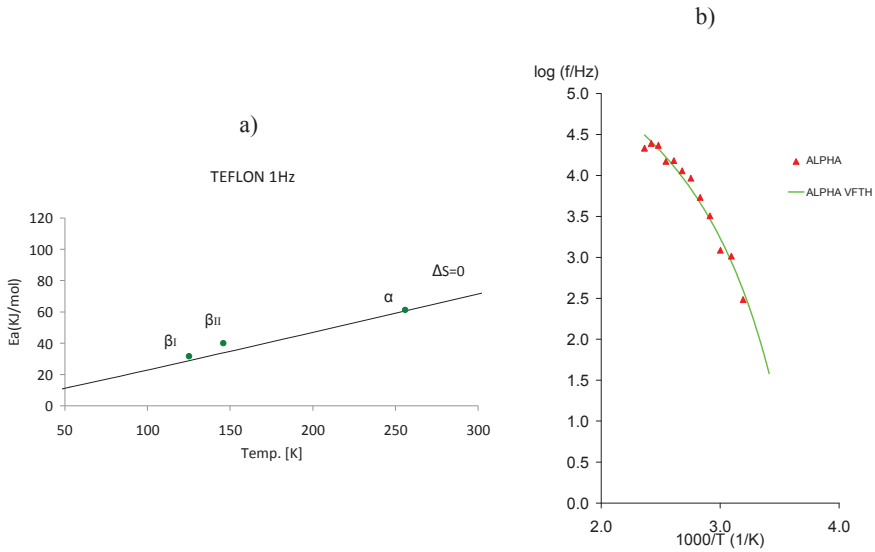 a)
TEFLON 1Hz
Ea(KJ/mol)
120
100
80
60
40
20
0
βI
βII
α
ΔS=0
50 100 150 200 250 300
Temp. [K]
b)
log (f/Hz)
5.0
4.5
4.0
3.5
3.0
2.5
2.0
1.5
1.0
0.5
0.0
2.0 3.0 4.0
1000/T (1/K)
ALPHA
ALPHA VFTH